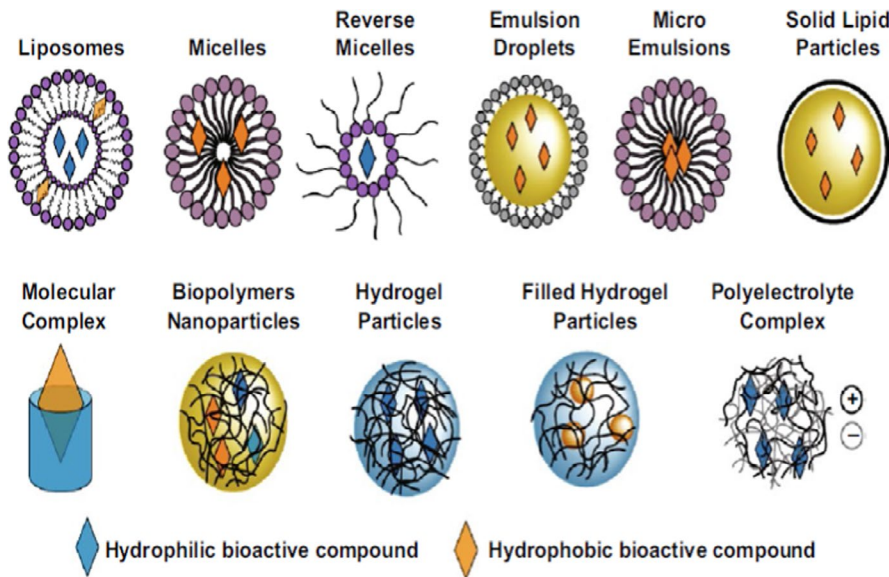 Liposomes
Micelles
Reverse
Micelles
Emulsion
Droplets
Micro
Emulsions
Solid Lipid
Particles
Molecular
Complex
Biopolymers
Nanoparticles
Hydrogel
Particles
Filled Hydrogel
Particles
Polyelectrolyte
Complex
+
−
Hydrophilic bioactive compound
Hydrophobic bioactive compound